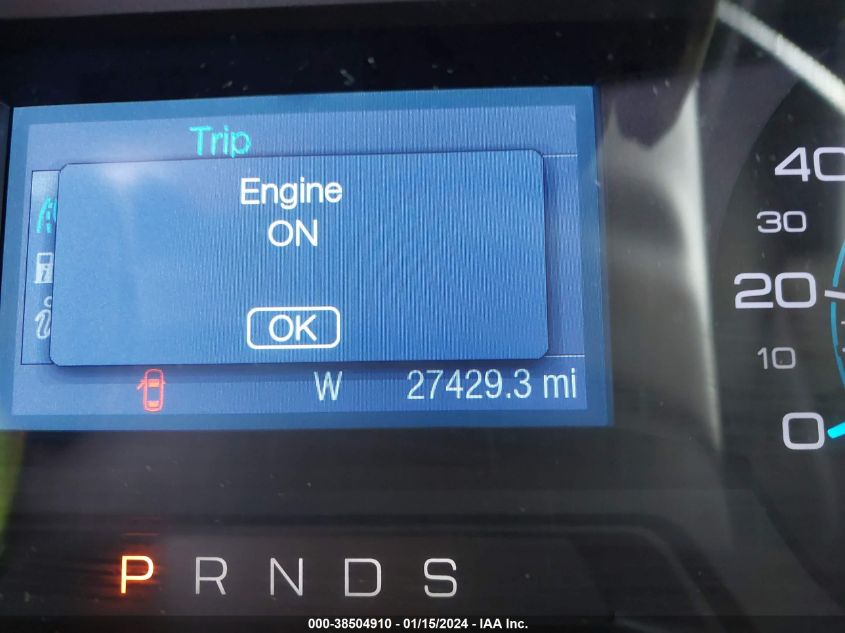 Trip
Engine
ON
OK
W 27429.3 mi
40
30
20
10
0
P R N D S
000-38504910 - 01/15/2024 - IAA Inc.